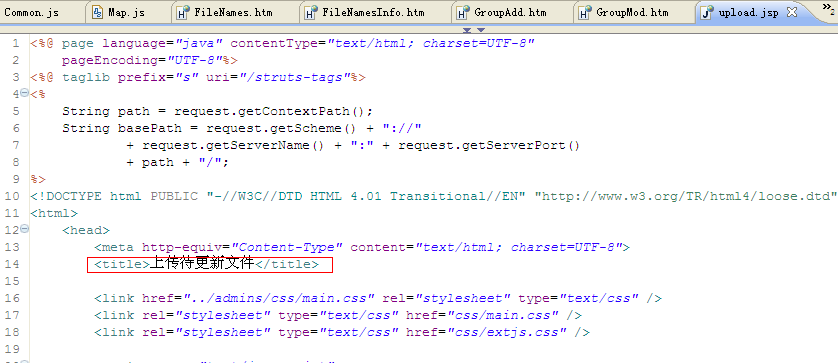 Common.js Map.js FileNames.htm FileNamesInfo.htm GroupAdd.htm GroupMod.htm upload.jsp
1 <%@ page language="java" contentType="text/html; charset=UTF-8"
2 pageEncoding="UTF-8"%>
3 <%@ taglib prefix="s" uri="/struts-tags"%>
4 <%
5 String path = request.getContextPath();
6 String basePath = request.getScheme() + "://"
7 + request.getServerName() + ":" + request.getServerPort()
8 + path + "/";
9 %>
10 <!DOCTYPE html PUBLIC "-//W3C//DTD HTML 4.01 Transitional//EN" "http://www.w3.org/TR/html4/loose.dtd"
11 <html>
12 <head>
13 <meta http-equiv="Content-Type" content="text/html; charset=UTF-8">
14 <title>上传待更新文件</title>
15
16 <link href="../admins/css/main.css" rel="stylesheet" type="text/css" />
17 <link rel="stylesheet" type="text/css" href="css/main.css" />
18 <link rel="stylesheet" type="text/css" href="css/extjs.css" />
19